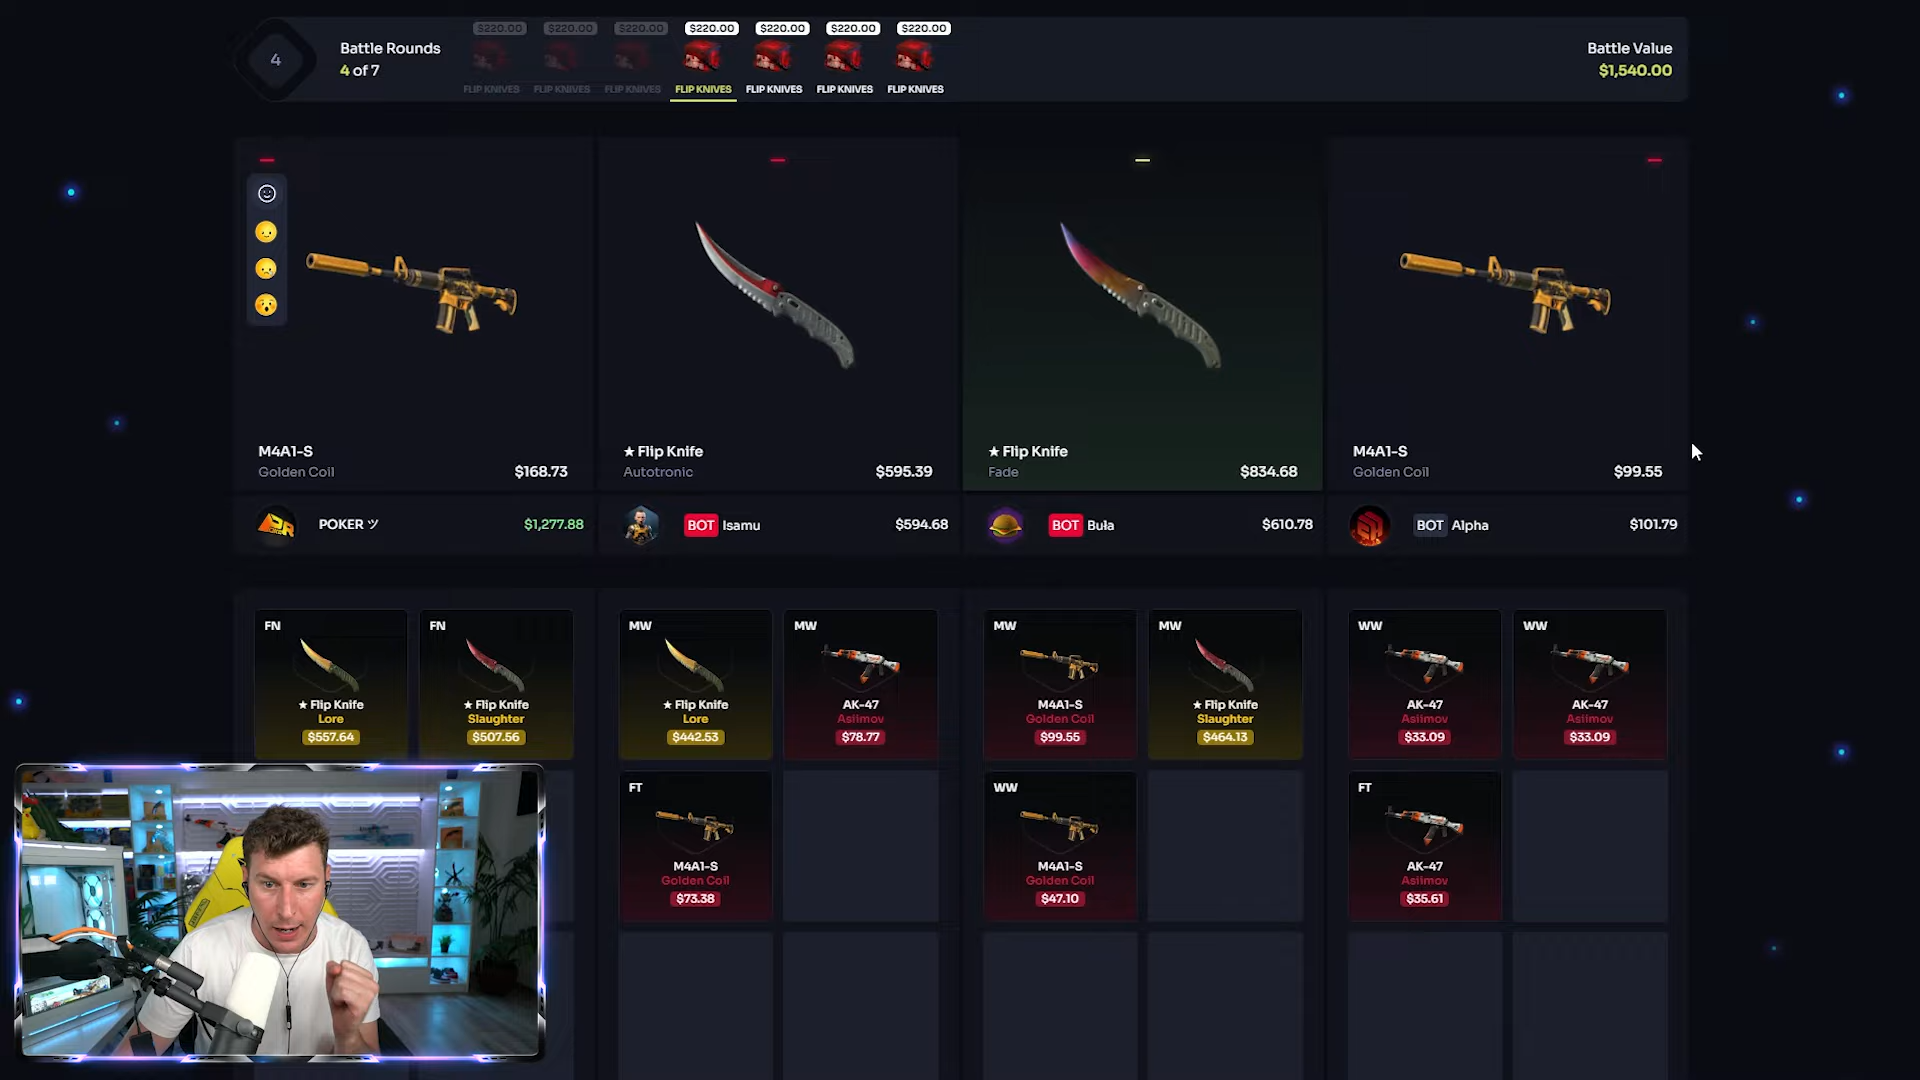 4
Battle Rounds
4 of 7
$220.00
$220.00
$220.00
$220.00
$220.00
$220.00
$220.00
FLIP KNIVES
FLIP KNIVES
FLIP KNIVES
FLIP KNIVES
FLIP KNIVES
FLIP KNIVES
FLIP KNIVES
Battle Value
$1,540.00
M4A1-S
Golden Coil
$168.73
★ Flip Knife
Autotronic
$595.39
★ Flip Knife
Fade
$834.68
M4A1-S
Golden Coil
$99.55
POKER ツ
$1,277.88
BOT Isamu
$594.68
BOT Buła
$610.78
BOT Alpha
$101.79
FN
★ Flip Knife
Lore
$557.64
FN
★ Flip Knife
Slaughter
$507.56
MW
★ Flip Knife
Lore
$442.53
MW
AK-47
Asiimov
$78.77
MW
M4A1-S
Golden Coil
$99.55
MW
★ Flip Knife
Slaughter
$464.13
WW
AK-47
Asiimov
$33.09
WW
AK-47
Asiimov
$33.09
FT
M4A1-S
Golden Coil
$73.38
WW
M4A1-S
Golden Coil
$47.10
FT
AK-47
Asiimov
$35.61